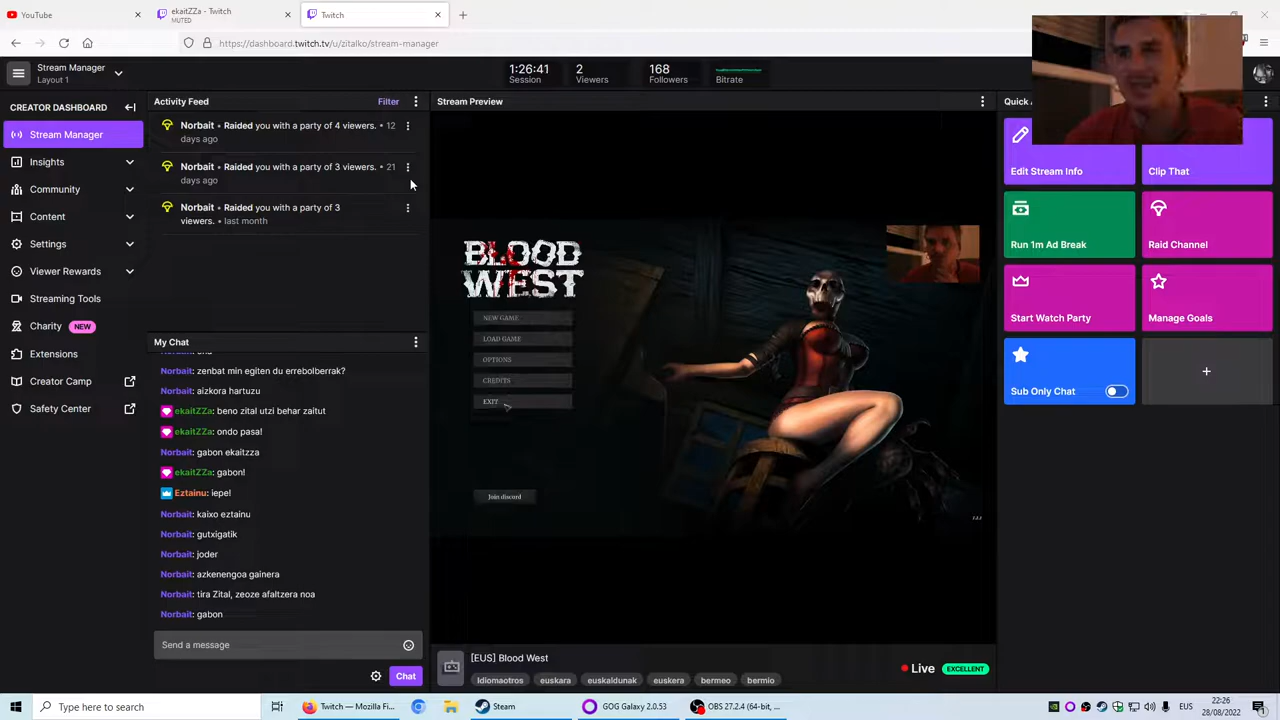 YouTube
ekaitZZa - Twitch
MUTED
Twitch
https://dashboard.twitch.tv/u/zitalko/stream-manager
Stream Manager
Layout 1
1:26:41
Session
2
Viewers
168
Followers
Bitrate
CREATOR DASHBOARD
Stream Manager
Insights
Community
Content
Settings
Viewer Rewards
Streaming Tools
Charity NEW
Extensions
Creator Camp
Safety Center
Activity Feed
Filter
Norbait • Raided you with a party of 4 viewers. • 12
days ago
Norbait • Raided you with a party of 3 viewers. • 21
days ago
Norbait • Raided you with a party of 3
viewers. • last month
My Chat
Norbait: zenbat min egiten du errebolberrak?
Norbait: aizkora hartuzu
ekaitZZa: beno zital utzi behar zaitut
ekaitZZa: ondo pasa!
Norbait: gabon ekaitzza
ekaitZZa: gabon!
Eztainu: iepe!
Norbait: kaixo eztainu
Norbait: gutxigatik
Norbait: joder
Norbait: azkenengoa gainera
Norbait: tira Zital, zeoze afaltzera noa
Norbait: gabon
Send a message
Chat
Stream Preview
BLOOD
WEST
NEW GAME
LOAD GAME
OPTIONS
CREDITS
EXIT
Join discord
[EUS] Blood West
Idiomaotros
euskara
euskaldunak
euskera
bermeo
bermio
Live
EXCELLENT
Edit Stream Info
Clip That
Run 1m Ad Break
Raid Channel
Start Watch Party
Manage Goals
Sub Only Chat
Type here to search
Twitch — Mozilla Fi...
Steam
GOG Galaxy 2.0.53
OBS 27.2.4 (64-bit, ...
EUS
22:26
28/08/2022